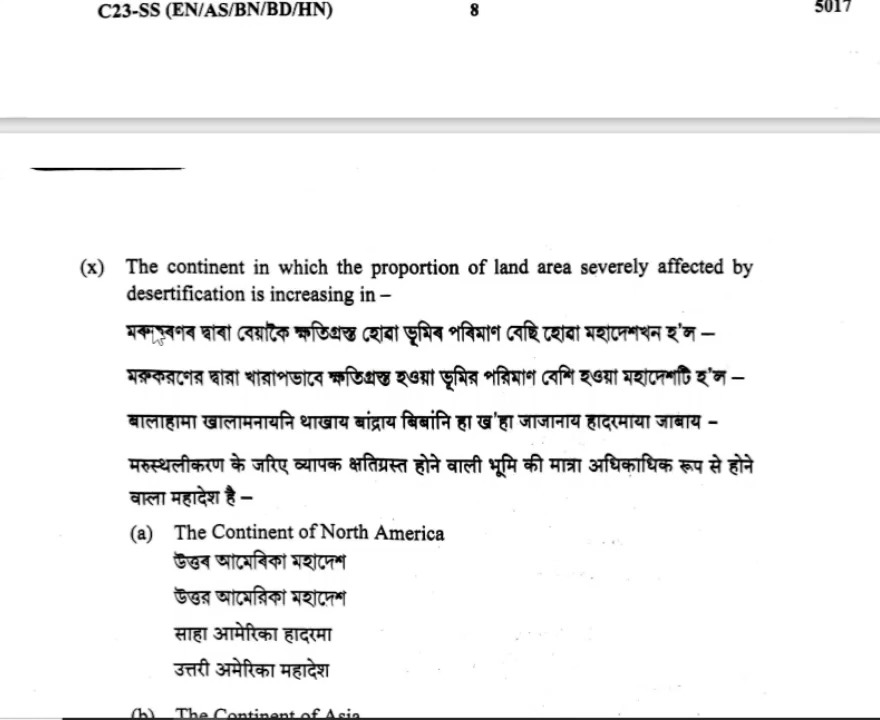 C23-SS (EN/AS/BN/BD/HN) 8 5017
(x) The continent in which the proportion of land area severely affected by
desertification is increasing in –
দ্বাৰা বেয়াকৈ ক্ষতিগ্ৰস্ত হোৱা ভূমিৰ পৰিমাণ বেছি হোৱা মহাদেশখন হ'ল –
মরুকরণের দ্বারা খারাপভাবে ক্ষতিগ্রস্ত হওয়া ভূমির পরিমাণ বেশি হওয়া মহাদেশটি হ'ল –
बालाहामा खालामनायनि थाखाय बांद्राय बिबांनि हा ख'हा जाजानाय हादरमाया जाबाय –
मरुस्थलीकरण के जरिए व्यापक क्षतिग्रस्त होने वाली भूमि की मात्रा अधिकाधिक रूप से होने
वाला महादेश है –
(a) The Continent of North America
উত্তৰ আমেৰিকা মহাদেশ
উত্তর আমেরিকা মহাদেশ
साहा आमेरिका हादरमा
उत्तरी अमेरिका महादेश
(b) The Continent of Asia